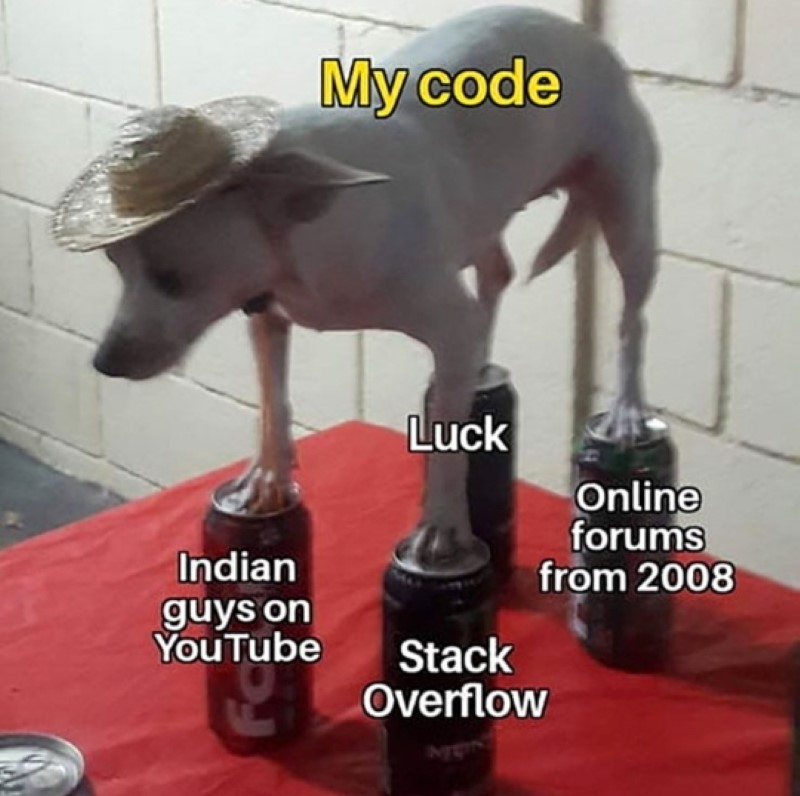 My code
Luck
Online
forums
from 2008
Indian
guys on
YouTube
Stack
Overflow